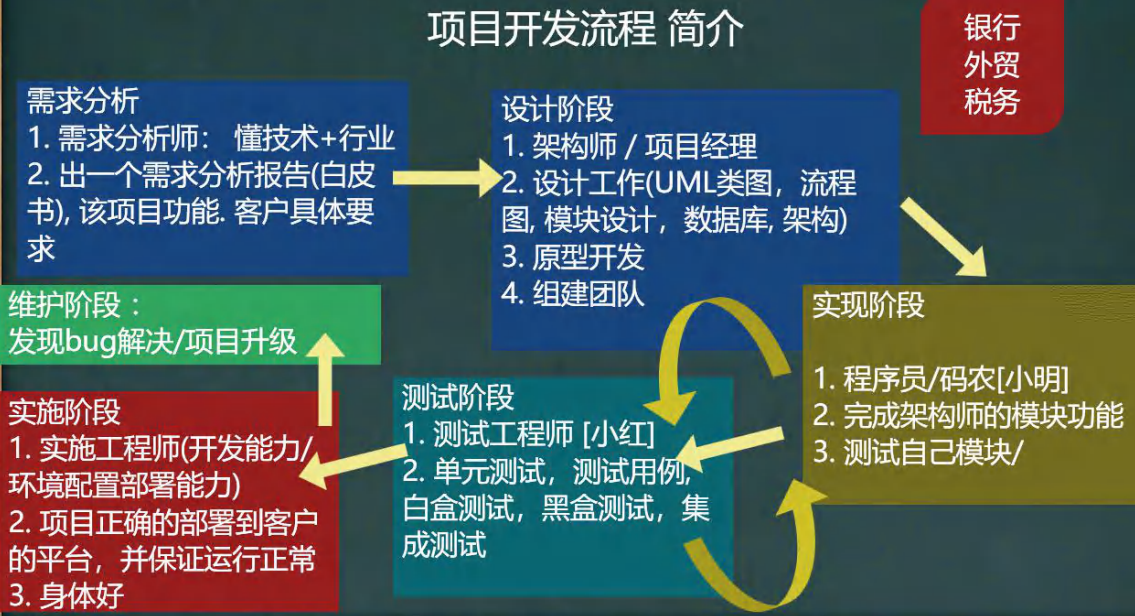 项目开发流程 简介
银行
外贸
税务
需求分析
1. 需求分析师： 懂技术+行业
2. 出一个需求分析报告(白皮
书), 该项目功能. 客户具体要
求
设计阶段
1. 架构师 / 项目经理
2. 设计工作(UML类图，流程
图, 模块设计，数据库, 架构)
3. 原型开发
4. 组建团队
实现阶段
1. 程序员/码农[小明]
2. 完成架构师的模块功能
3. 测试自己模块/
测试阶段
1. 测试工程师 [小红]
2. 单元测试，测试用例,
白盒测试，黑盒测试，集
成测试
实施阶段
1. 实施工程师(开发能力/
环境配置部署能力)
2. 项目正确的部署到客户
的平台，并保证运行正常
3. 身体好
维护阶段：
发现bug解决/项目升级